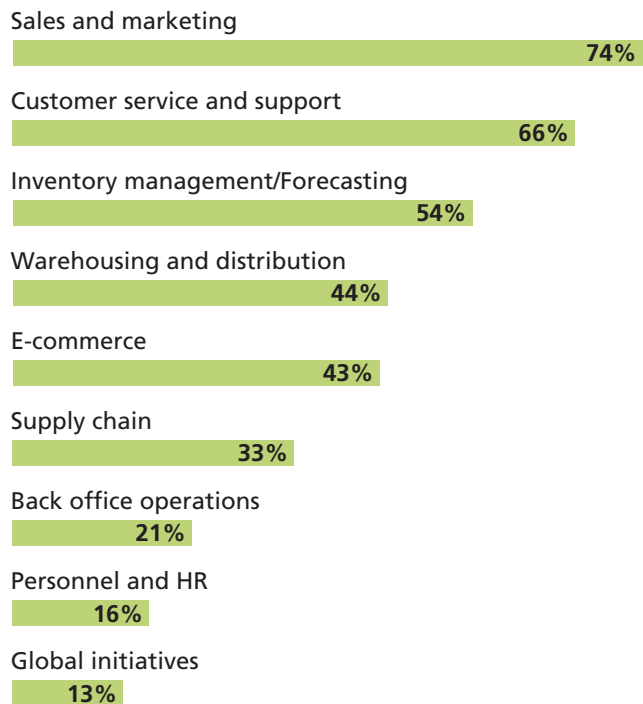 Sales and marketing
74%
Customer service and support
66%
Inventory management/Forecasting
54%
Warehousing and distribution
44%
E-commerce
43%
Supply chain
33%
Back office operations
21%
Personnel and HR
16%
Global initiatives
13%